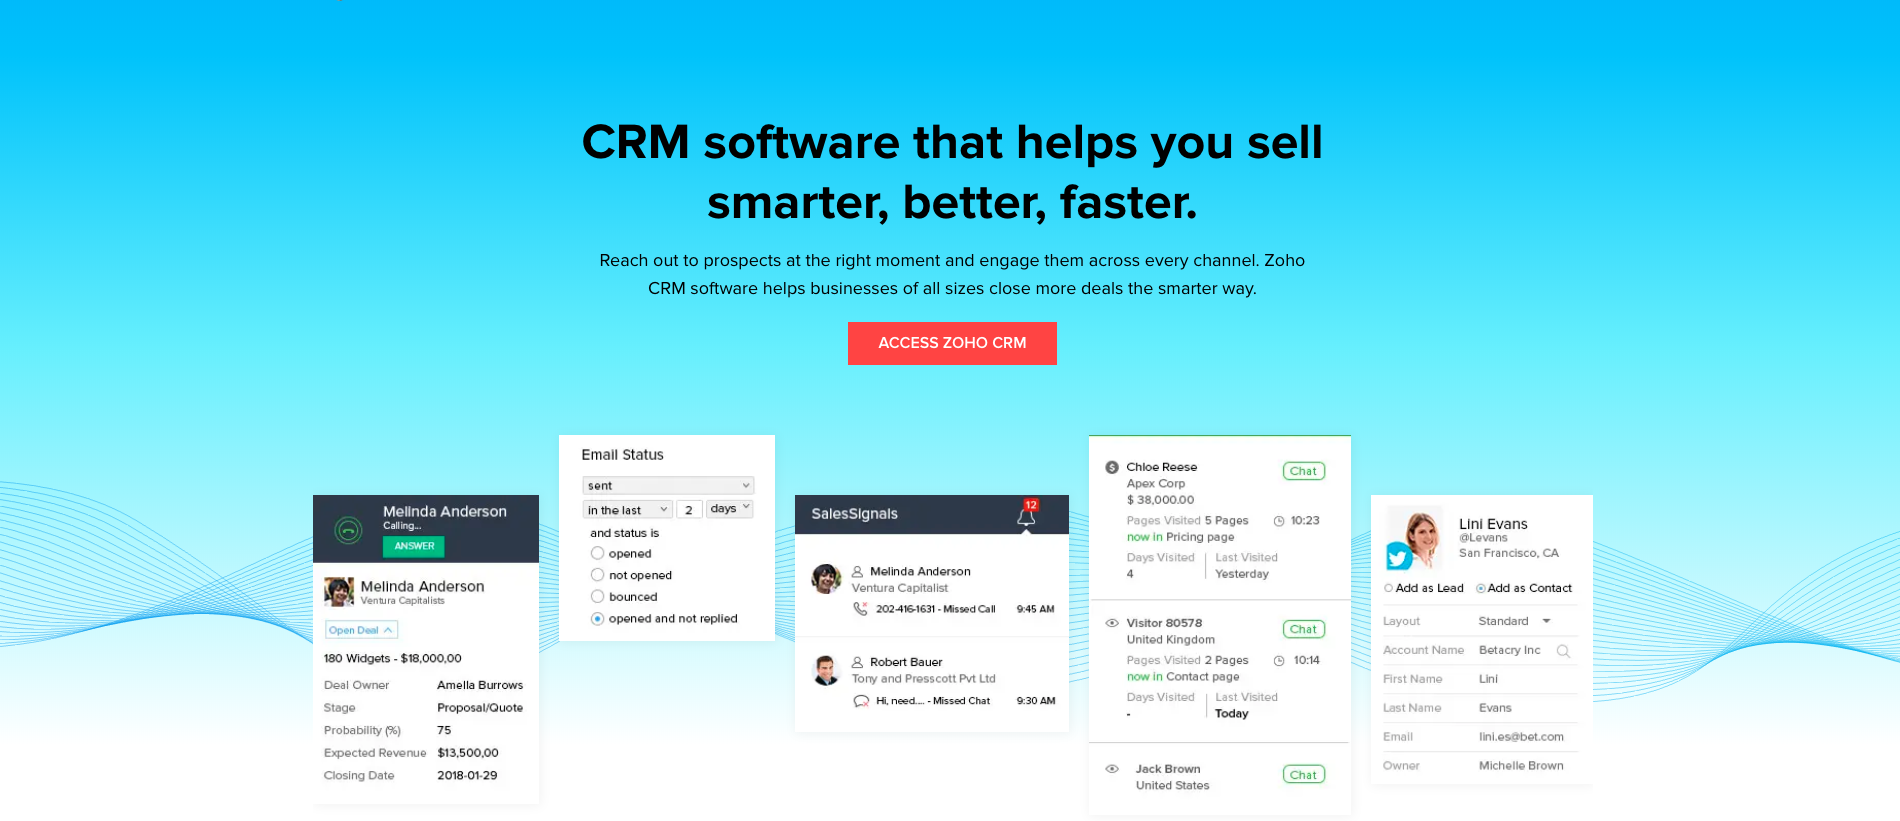 CRM software that helps you sell
smarter, better, faster.
Reach out to prospects at the right moment and engage them across every channel. Zoho
CRM software helps businesses of all sizes close more deals the smarter way.
ACCESS ZOHO CRM
Melinda Anderson
Calling...
ANSWER
Melinda Anderson
Ventura Capitalists
Open Deal
180 Widgets - $18,000,00
Deal Owner Amella Burrows
Stage Proposal/Quote
Probability (%) 75
Expected Revenue $13,500,00
Closing Date 2018-01-29
Email Status
sent
in the last 2 days
and status is
opened
not opened
bounced
opened and not replied
SalesSignals 12
Melinda Anderson
Ventura Capitalist
202-416-1631 - Missed Call 9:45 AM
Robert Bauer
Tony and Presscott Pvt Ltd
Hi, need.... - Missed Chat 9:30 AM
$ Chloe Reese Chat
Apex Corp
$ 38,000.00
Pages Visited 5 Pages 10:23
now in Pricing page
Days Visited Last Visited
4 Yesterday
Visitor 80578 Chat
United Kingdom
Pages Visited 2 Pages 10:14
now in Contact page
Days Visited Last Visited
- Today
Jack Brown Chat
United States
Lini Evans
@Levans
San Francisco, CA
Add as Lead Add as Contact
Layout Standard
Account Name Betacry Inc
First Name Lini
Last Name Evans
Email lini.es@bet.com
Owner Michelle Brown